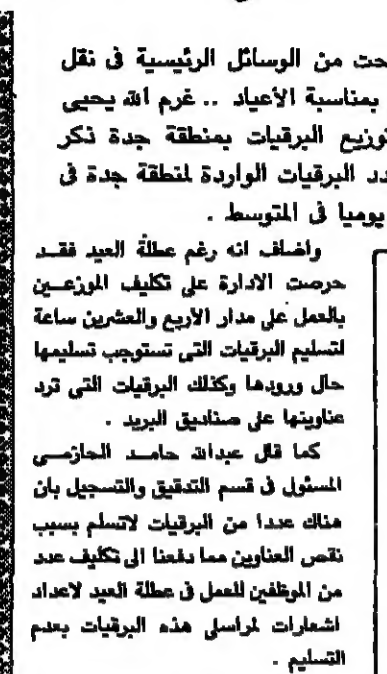 حت من الوسائل الرئيسية فى نقل
بمناسبة الأعياد .. غرم الله يحيى
وزيع البرقيات بمنطقة جدة ذكر
دد البرقيات الواردة لمنطقة جدة فى
يوميا فى المتوسط .
واضاف انه رغم عطلة العيد فقد
حرصت الادارة على تكليف الموزعين
بالعمل على مدار الأربع والعشرين ساعة
لتسليم البرقيات التى تستوجب تسليمها
حال ورودها وكذلك البرقيات التى ترد
عناوينها على صناديق البريد .
كما قال عبدالله حامد الحازمى
المسئول فى قسم التدقيق والتسجيل بان
هناك عددا من البرقيات لاتسلم بسبب
نقص العناوين مما دفعنا الى تكليف عدد
من الموظفين للعمل فى عطلة العيد لاعداد
اشعارات لمراسلى هذه البرقيات بعدم
التسليم .